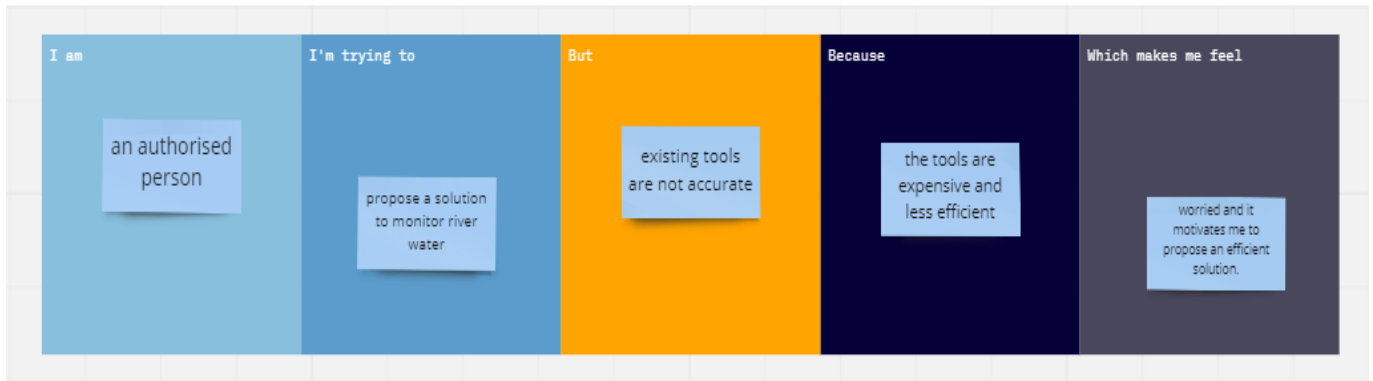 I am
I'm trying to
But
Because
Which makes me feel
an authorised
person
propose a solution
to monitor river
water
existing tools
are not accurate
the tools are
expensive and
less efficient
worried and it
motivates me to
propose an efficient
solution.